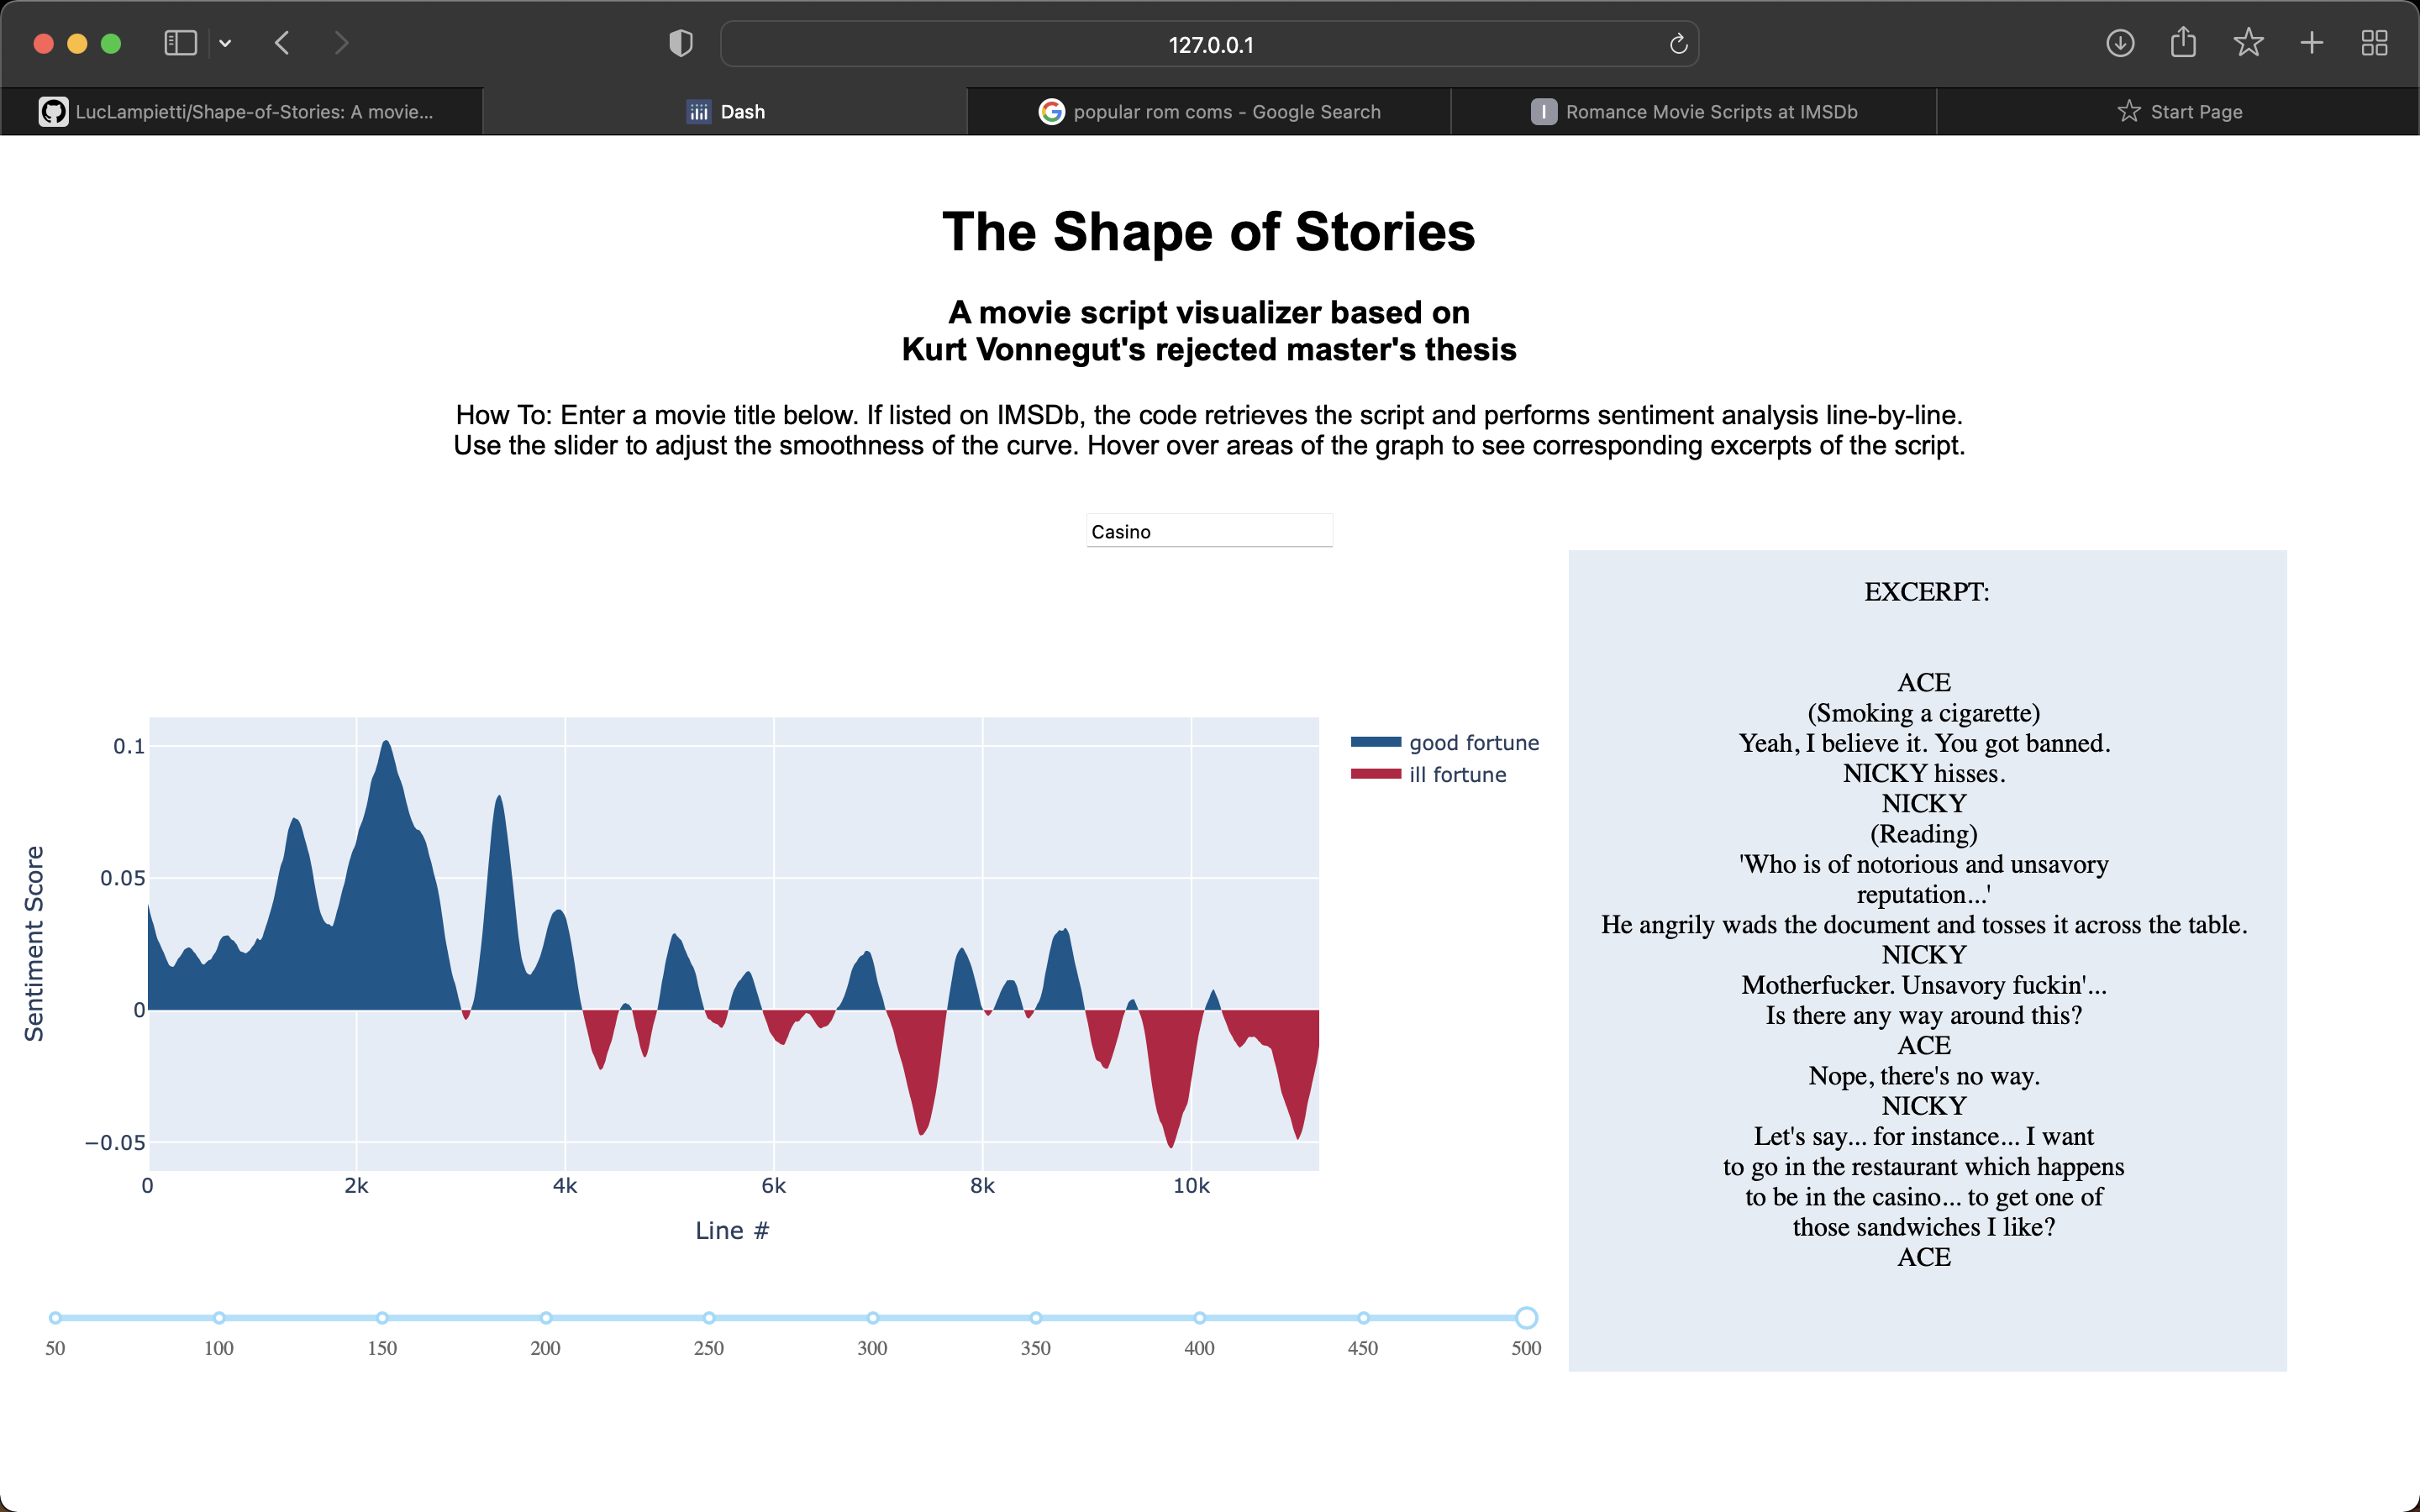 127.0.0.1
LucLampietti/Shape-of-Stories: A movie...
Dash
popular rom coms - Google Search
I Romance Movie Scripts at IMSDb
Start Page
The Shape of Stories
A movie script visualizer based on
Kurt Vonnegut's rejected master's thesis
How To: Enter a movie title below. If listed on IMSDb, the code retrieves the script and performs sentiment analysis line-by-line.
Use the slider to adjust the smoothness of the curve. Hover over areas of the graph to see corresponding excerpts of the script.
Casino
Sentiment Score
0.1
0.05
0
−0.05
0 2k 4k 6k 8k 10k
Line #
good fortune
ill fortune
50 100 150 200 250 300 350 400 450 500
EXCERPT:
ACE
(Smoking a cigarette)
Yeah, I believe it. You got banned.
NICKY hisses.
NICKY
(Reading)
'Who is of notorious and unsavory
reputation...'
He angrily wads the document and tosses it across the table.
NICKY
Motherfucker. Unsavory fuckin'...
Is there any way around this?
ACE
Nope, there's no way.
NICKY
Let's say... for instance... I want
to go in the restaurant which happens
to be in the casino... to get one of
those sandwiches I like?
ACE